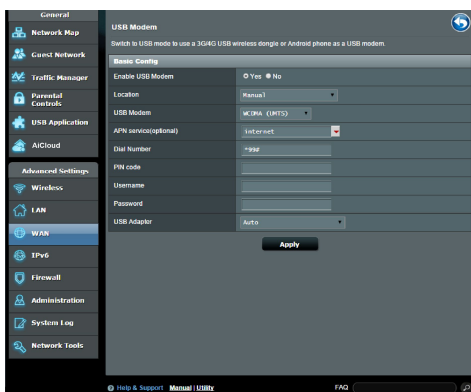 General
Network Map
Guest Network
Traffic Manager
Parental
Controls
USB Application
AiCloud
Advanced Settings
Wireless
LAN
WAN
IPv6
Firewall
Administration
System Log
Network Tools
USB Modem
Switch to USB mode to use a 3G/4G USB wireless dongle or Android phone as a USB modem.
Basic Config
Enable USB Modem Yes No
Location Manual
USB Modem WCDMA (UMTS)
APN service(optional) internet
Dial Number *99#
PIN code
Username
Password
USB Adapter Auto
Apply
Help & Support Manual | Utility FAQ